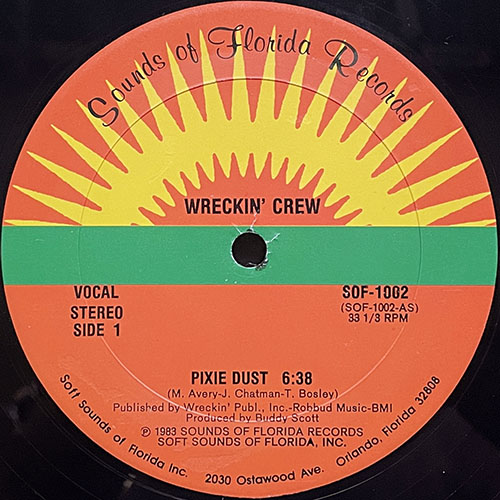 Sounds of Florida Records
WRECKIN' CREW
VOCAL
STEREO
SIDE 1
SOF-1002
(SOF-1002-AS)
33 1/3 RPM
PIXIE DUST 6:38
(M. Avery-J. Chatman-T. Bosley)
Published by Wreckin' Publ., Inc.-Robbud Music-BMI
Produced by Buddy Scott
℗ 1983 SOUNDS OF FLORIDA RECORDS
SOFT SOUNDS OF FLORIDA, INC.
Soft Sounds of Florida Inc. 2030 Ostawood Ave. Orlando, Florida 32808